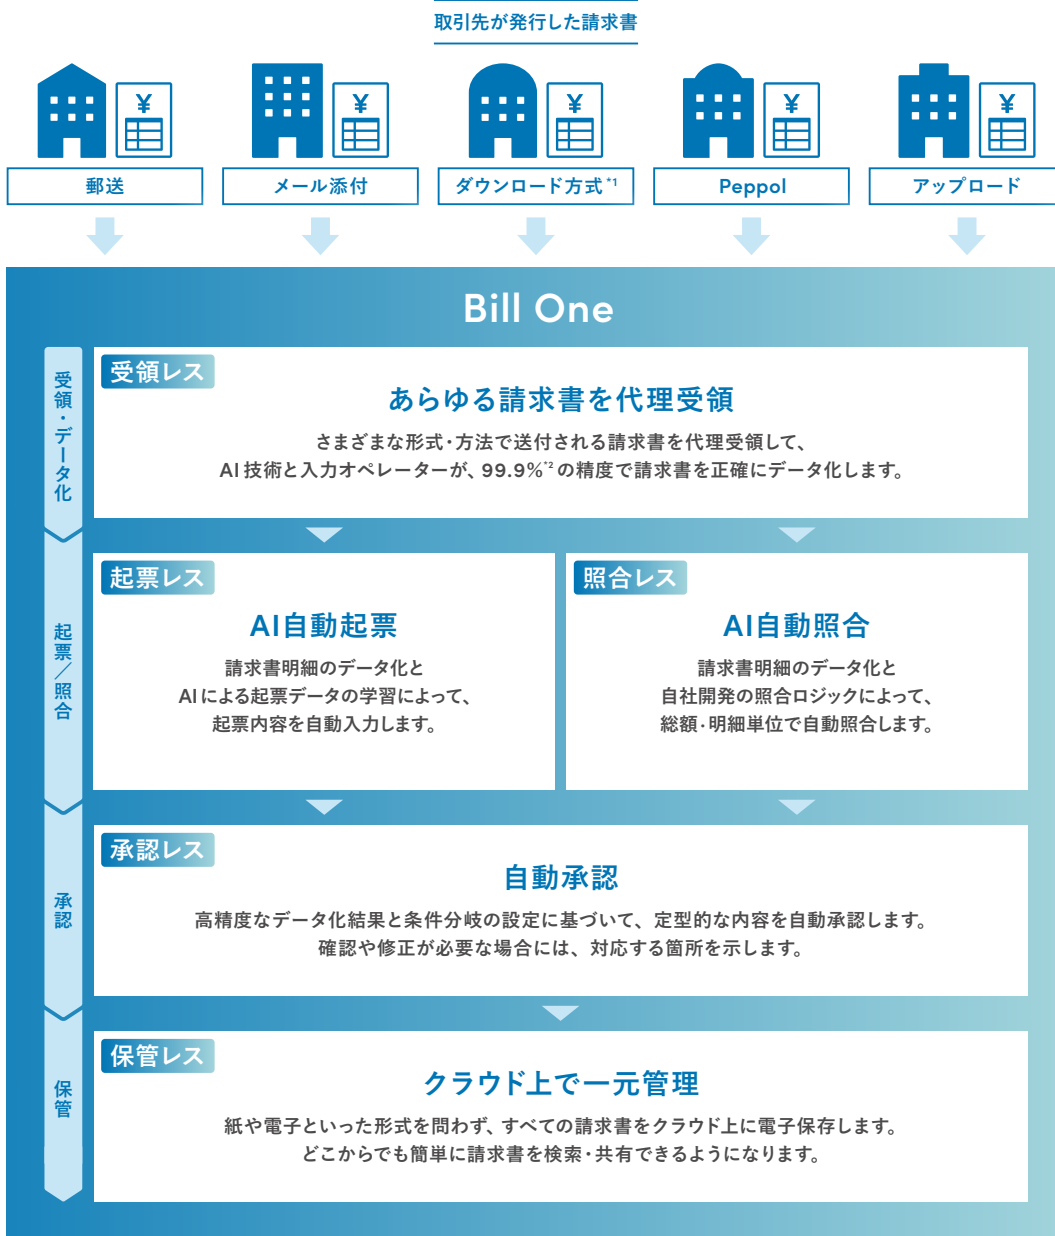 取引先が発行した請求書
¥
¥
¥
¥
¥
郵送
メール添付
ダウンロード方式*1
Peppol
アップロード
Bill One
受領・データ化
受領レス
あらゆる請求書を代理受領
さまざまな形式・方法で送付される請求書を代理受領して、
AI技術と入力オペレーターが、99.9%*2の精度で請求書を正確にデータ化します。
起票／照合
起票レス
AI自動起票
請求書明細のデータ化と
AIによる起票データの学習によって、
起票内容を自動入力します。
照合レス
AI自動照合
請求書明細のデータ化と
自社開発の照合ロジックによって、
総額・明細単位で自動照合します。
承認
承認レス
自動承認
高精度なデータ化結果と条件分岐の設定に基づいて、定型的な内容を自動承認します。
確認や修正が必要な場合には、対応する箇所を示します。
保管
保管レス
クラウド上で一元管理
紙や電子といった形式を問わず、すべての請求書をクラウド上に電子保存します。
どこからでも簡単に請求書を検索・共有できるようになります。